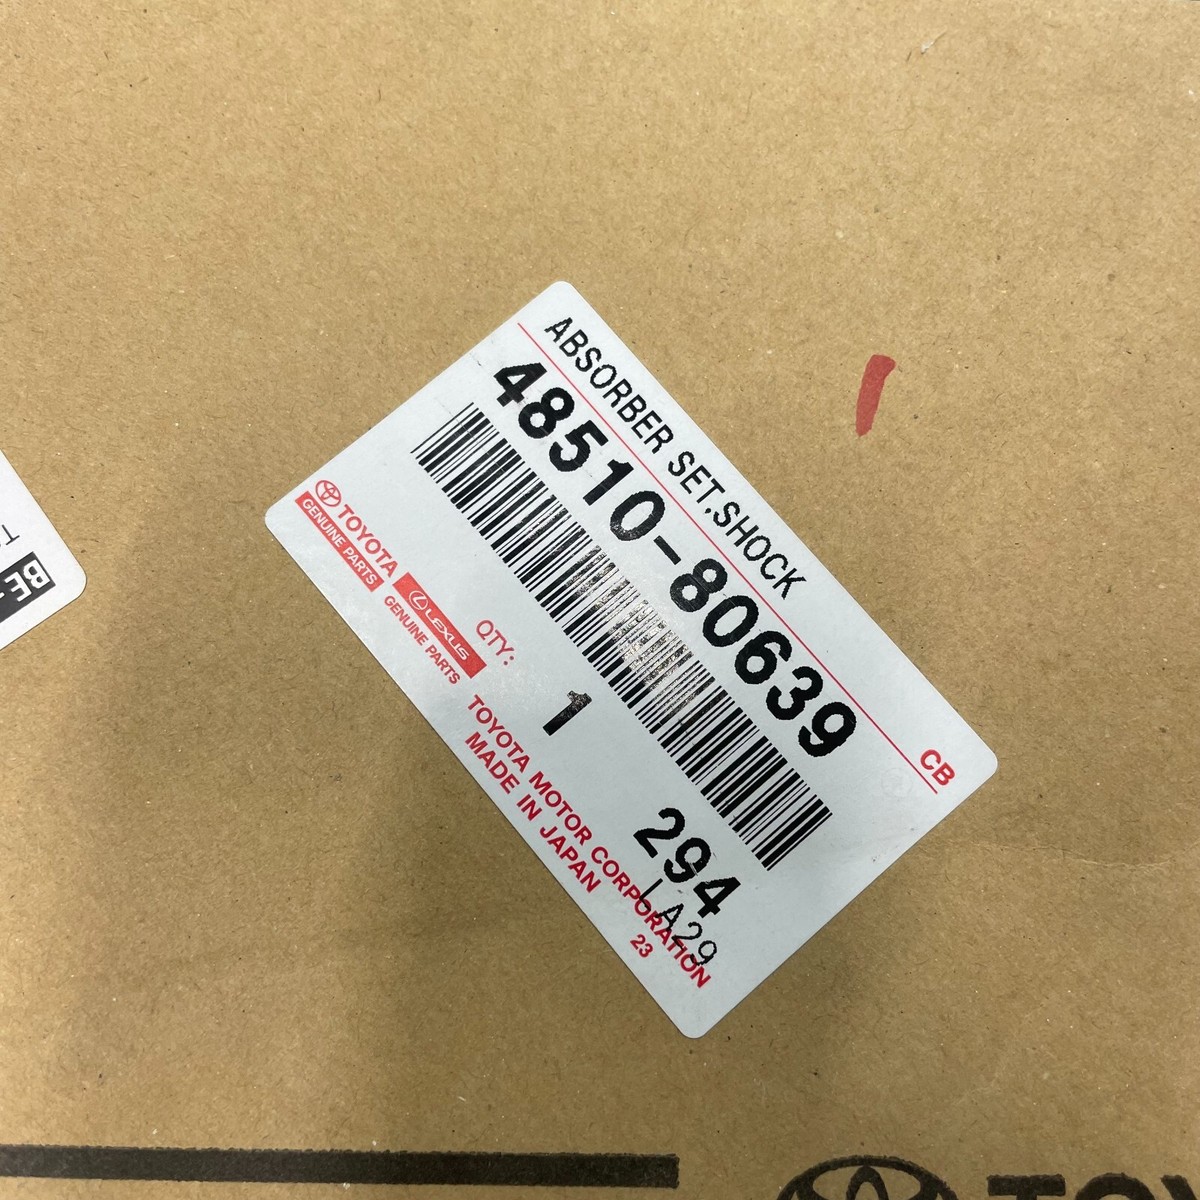 ABSORBER SET,SHOCK
48510-80639
CB
TOYOTA
GENUINE PARTS
LEXUS
GENUINE PARTS
QTY:
1
294
LA29
TOYOTA MOTOR CORPORATION
MADE IN JAPAN
23
BE-